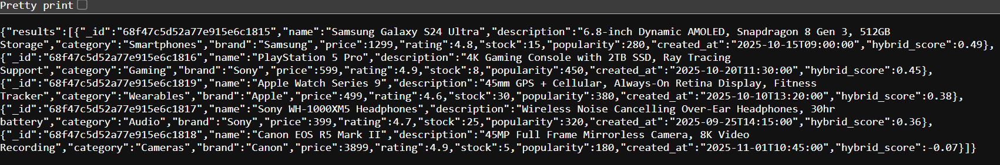 Pretty print
{"results":[{"_id":"68f47c5d52a77e915e6c1815","name":"Samsung Galaxy S24 Ultra","description":"6.8-inch Dynamic AMOLED, Snapdragon 8 Gen 3, 512GB
Storage","category":"Smartphones","brand":"Samsung","price":1299,"rating":4.8,"stock":15,"popularity":280,"created_at":"2025-10-15T09:00:00","hybrid_score":0.49},
{"_id":"68f47c5d52a77e915e6c1816","name":"PlayStation 5 Pro","description":"4K Gaming Console with 2TB SSD, Ray Tracing
Support","category":"Gaming","brand":"Sony","price":599,"rating":4.9,"stock":8,"popularity":450,"created_at":"2025-10-20T11:30:00","hybrid_score":0.45},
{"_id":"68f47c5d52a77e915e6c1819","name":"Apple Watch Series 9","description":"45mm GPS + Cellular, Always-On Retina Display, Fitness
Tracker","category":"Wearables","brand":"Apple","price":499,"rating":4.6,"stock":30,"popularity":380,"created_at":"2025-10-10T13:20:00","hybrid_score":0.38},
{"_id":"68f47c5d52a77e915e6c1817","name":"Sony WH-1000XM5 Headphones","description":"Wireless Noise Cancelling Over-Ear Headphones, 30hr
battery","category":"Audio","brand":"Sony","price":399,"rating":4.7,"stock":25,"popularity":320,"created_at":"2025-09-25T14:15:00","hybrid_score":0.36},
{"_id":"68f47c5d52a77e915e6c1818","name":"Canon EOS R5 Mark II","description":"45MP Full Frame Mirrorless Camera, 8K Video
Recording","category":"Cameras","brand":"Canon","price":3899,"rating":4.9,"stock":5,"popularity":180,"created_at":"2025-11-01T10:45:00","hybrid_score":-0.07}]}